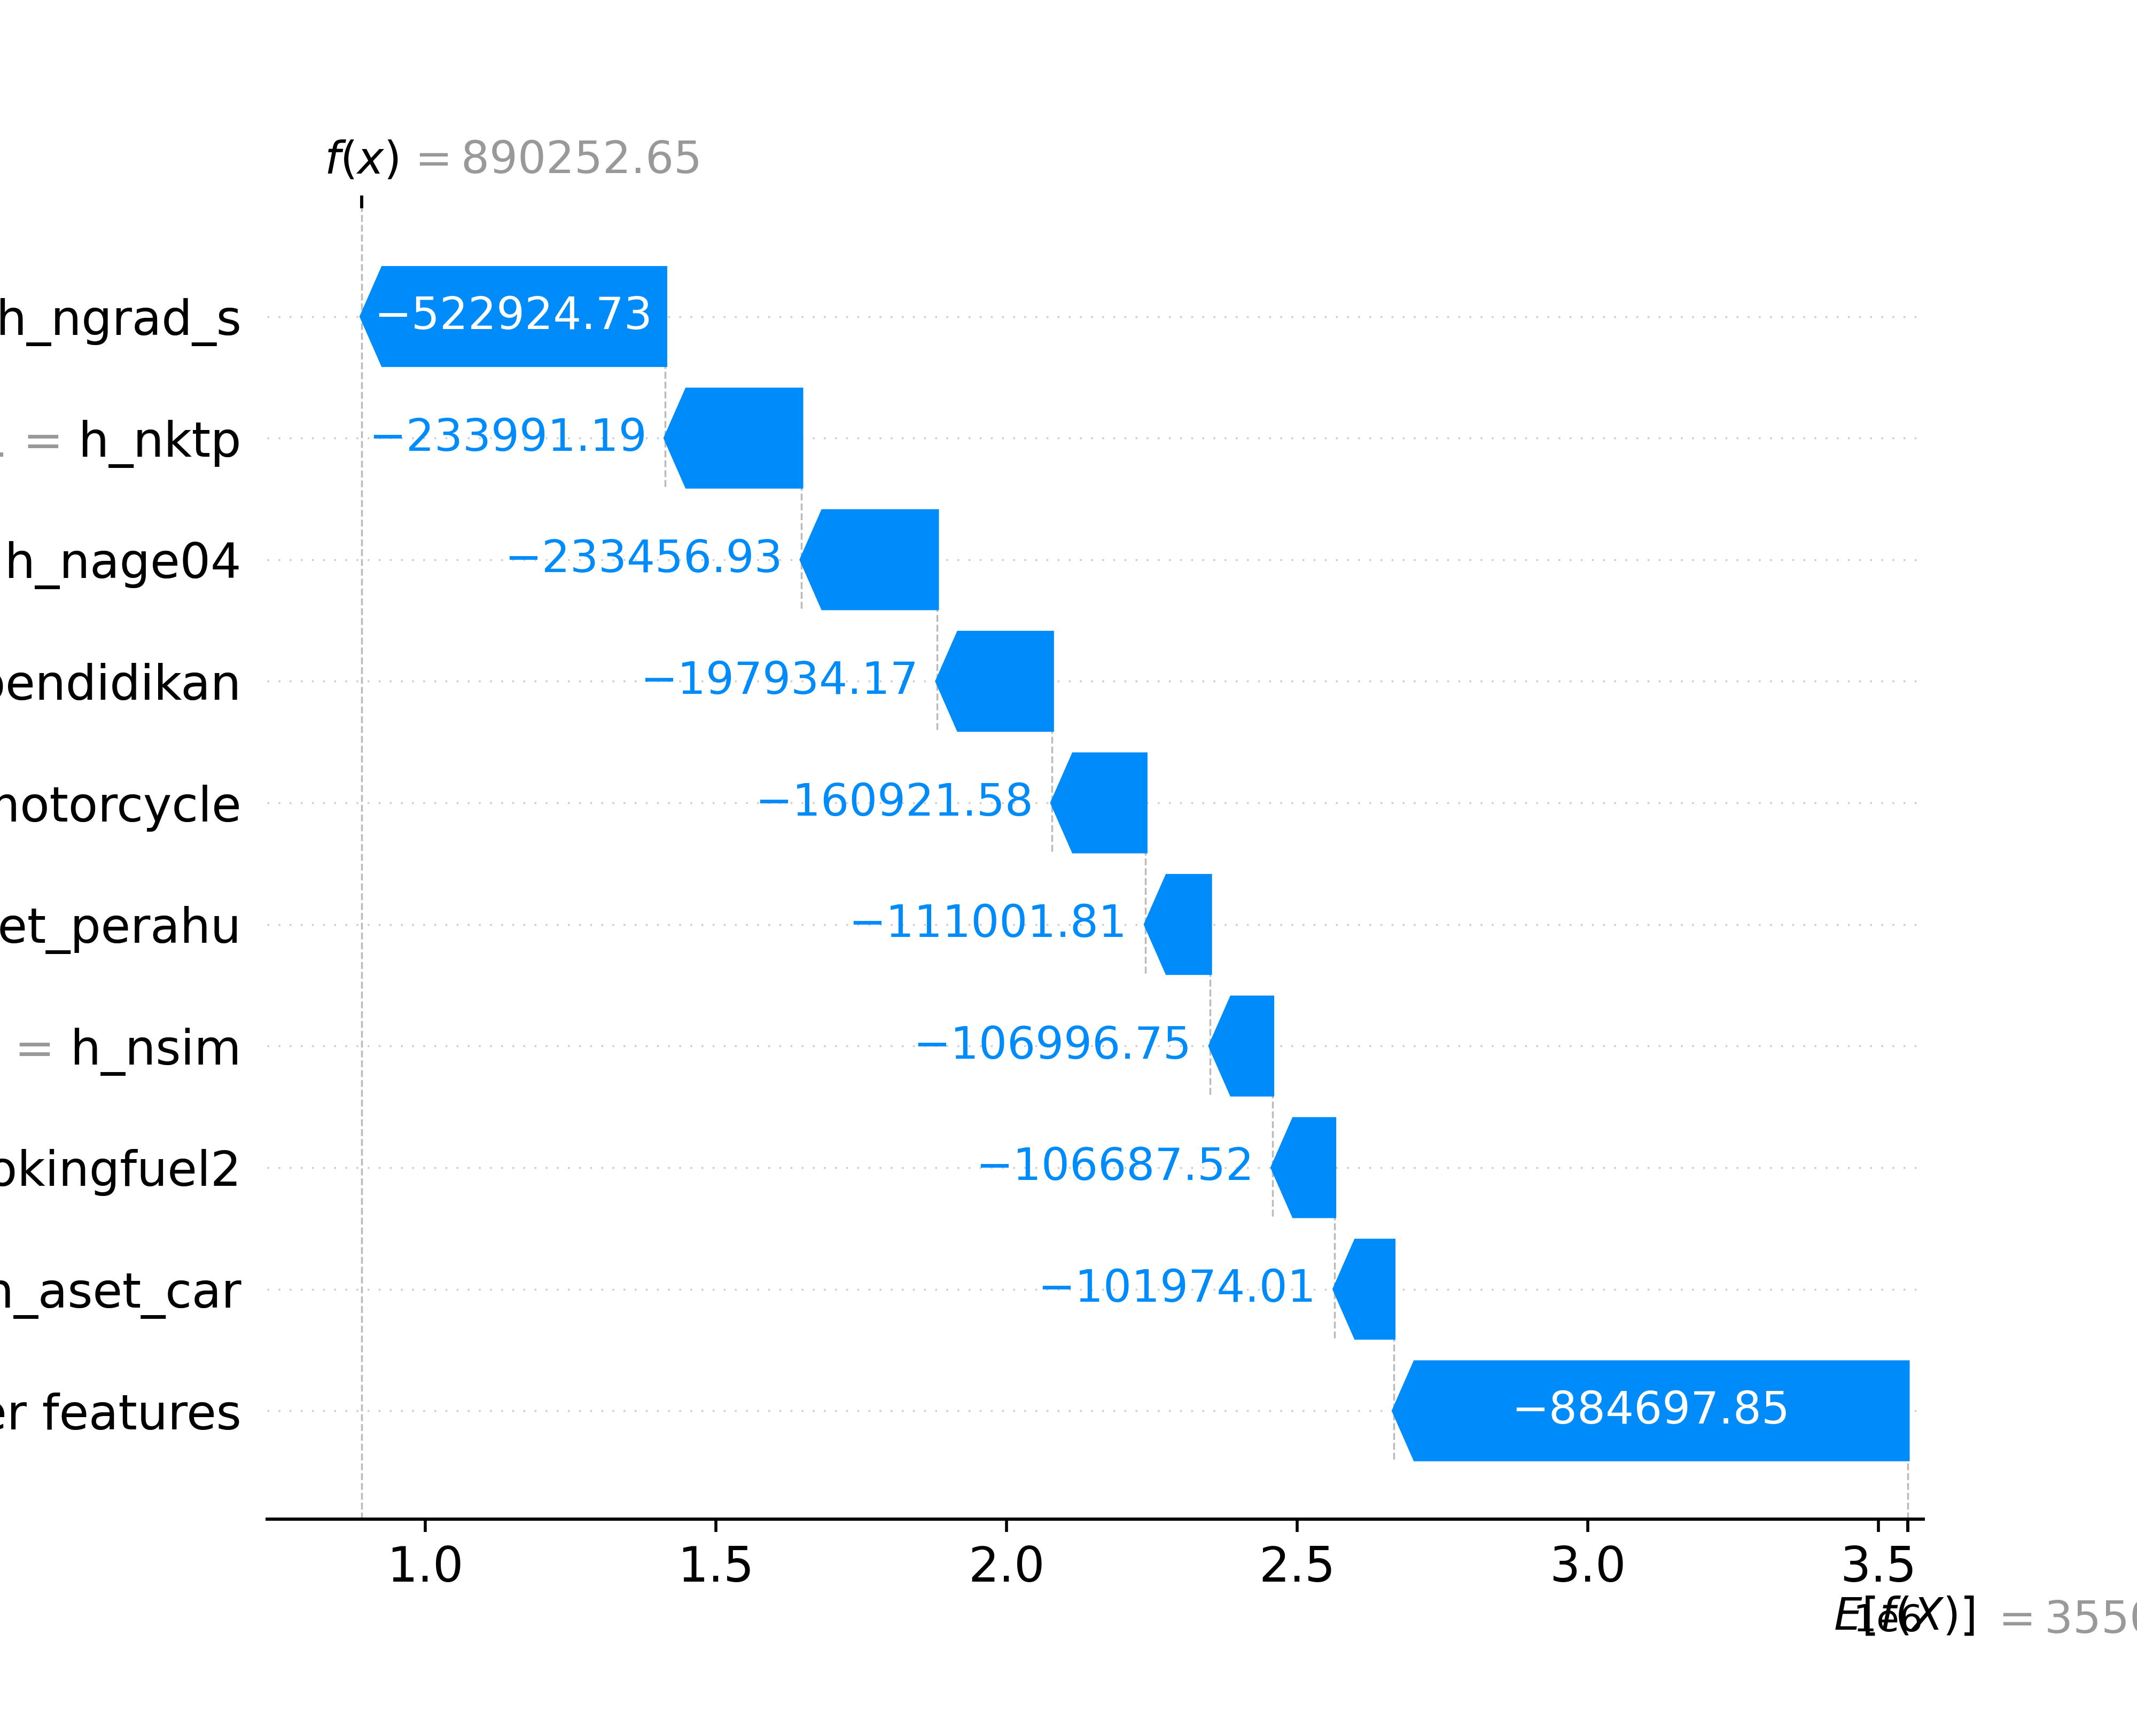 f(x) = 890252.65
h_ngrad_s −522924.73
= h_nktp −233991.19
h_nage04 −233456.93
pendidikan −197934.17
motorcycle −160921.58
et_perahu −111001.81
= h_nsim −106996.75
okingfuel2 −106687.52
h_aset_car −101974.01
er features −884697.85
1.0 1.5 2.0 2.5 3.0 3.5
1e6
E[f(X)] = 3550